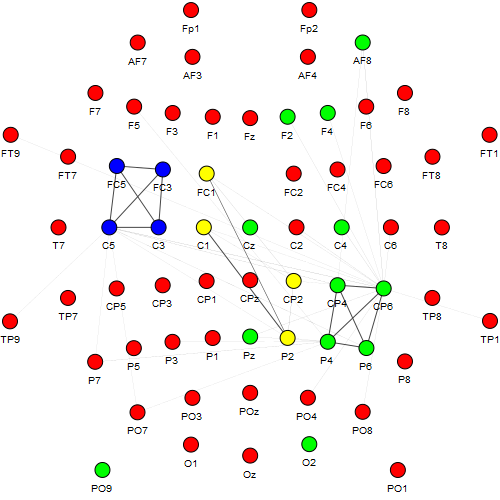 Fp1 Fp2
AF7 AF3 AF4 AF8
F7 F5 F3 F1 Fz F2 F4 F6 F8
FT9 FT7 FC5 FC3 FC1 FC2 FC4 FC6 FT8 FT1
T7 C5 C3 C1 Cz C2 C4 C6 T8
TP9 TP7 CP5 CP3 CP1 CPz CP2 CP4 CP6 TP8 TP1
P7 P5 P3 P1 Pz P2 P4 P6 P8
PO7 PO3 POz PO4 PO8
PO9 O1 Oz O2 PO1